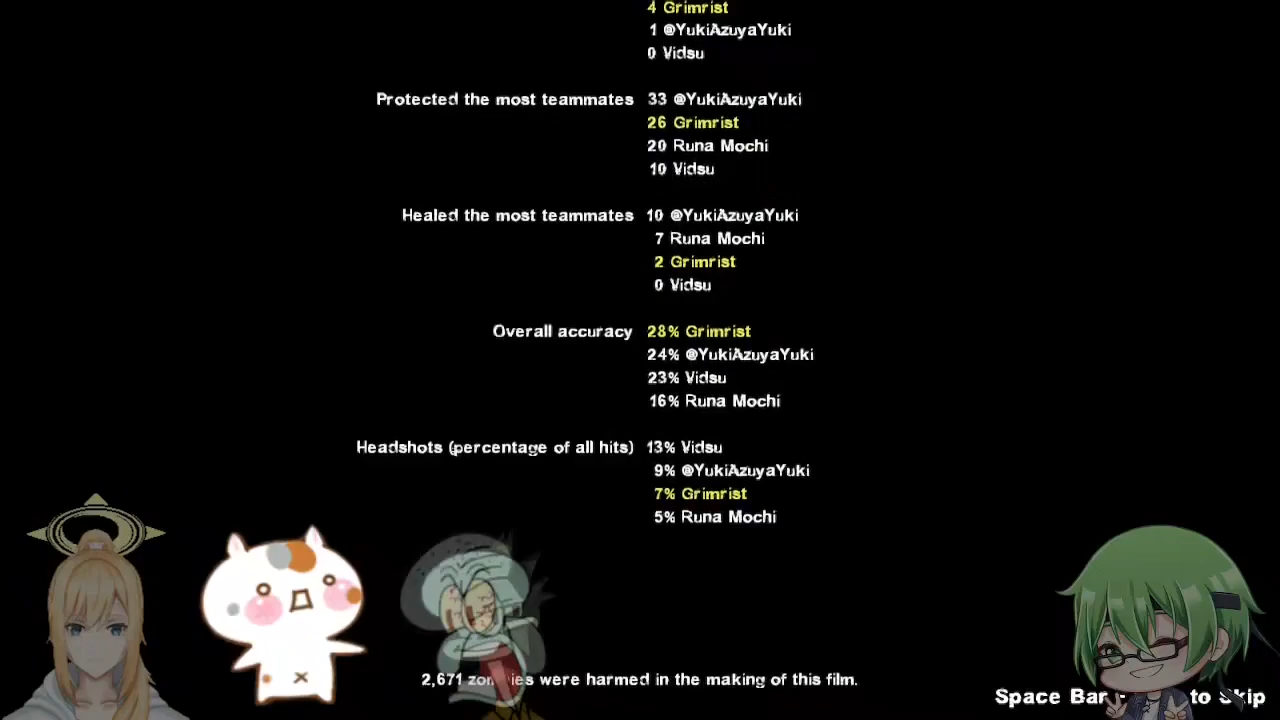 4 Grimrist
1 @YukiAzuyaYuki
0 Vidsu
Protected the most teammates 33 @YukiAzuyaYuki
26 Grimrist
20 Runa Mochi
10 Vidsu
Healed the most teammates 10 @YukiAzuyaYuki
7 Runa Mochi
2 Grimrist
0 Vidsu
Overall accuracy 28% Grimrist
24% @YukiAzuyaYuki
23% Vidsu
16% Runa Mochi
Headshots (percentage of all hits) 13% Vidsu
9% @YukiAzuyaYuki
7% Grimrist
5% Runa Mochi
2,671 zombies were harmed in the making of this film.
Space Bar to Skip